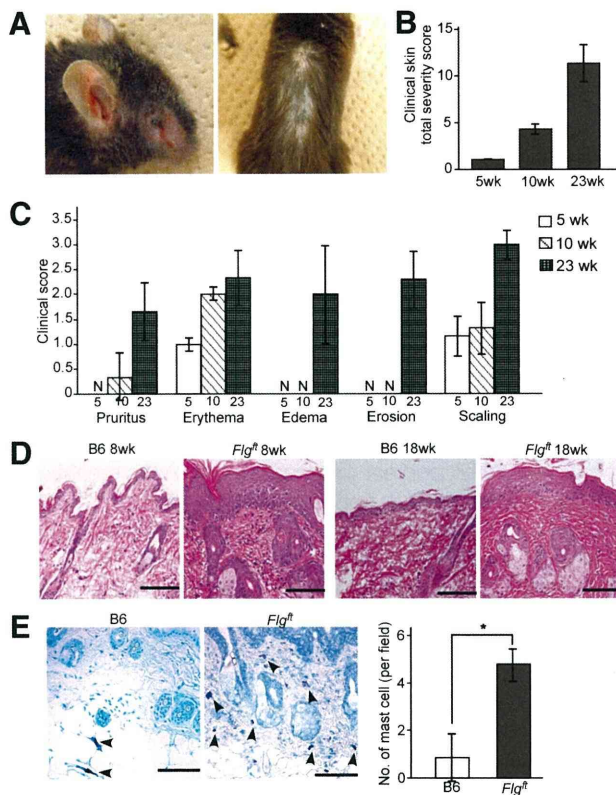 A
B
Clinical skin
total severity score
15
10
5
0
5wk 10wk 23wk
C
Clinical score
3.5
3.0
2.5
2.0
1.5
1.0
0.5
0
5 wk
10 wk
23 wk
N N N N N
5 10 23 5 10 23 5 10 23 5 10 23 5 10 23
Pruritus Erythema Edema Erosion Scaling
D
B6 8wk Flg^ft 8wk B6 18wk Flg^ft 18wk
E
B6 Flg^ft
No. of mast cell (per field)
6
4
2
0
*
B6 Flg^ft